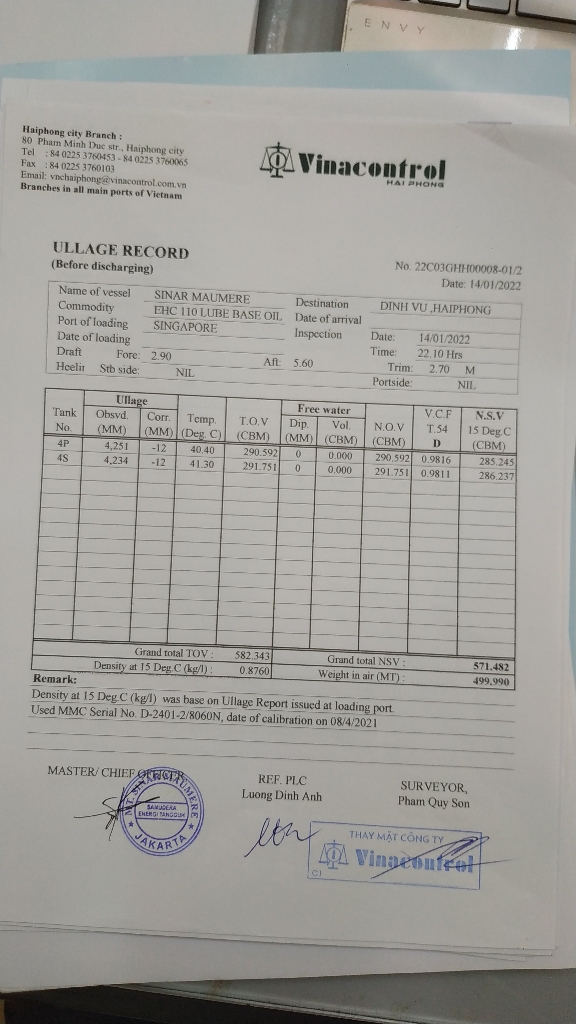 ENVY
Haiphong city Branch :
80 Pham Minh Duc str., Haiphong city
Tel : 84 0225 3760453 - 84 0225 3760065
Fax : 84 0225 3760103
Email: vnchaiphong@vinacontrol.com.vn
Branches in all main ports of Vietnam
Vinacontrol
HAI PHONG
ULLAGE RECORD
(Before discharging)
No. 22C03GHH00008-01/2
Date: 14/01/2022
Name of vessel SINAR MAUMERE Destination DINH VU ,HAIPHONG
Commodity EHC 110 LUBE BASE OIL Date of arrival
Port of loading SINGAPORE Inspection Date: 14/01/2022
Date of loading Time: 22.10 Hrs
Draft Fore: 2.90 Aft: 5.60 Trim: 2.70 M
Heelir Stb side: NIL Portside: NIL
Ullage Free water V.C.F N.S.V
Tank Obsvd. Corr. Temp. T.O.V Dip. Vol. N.O.V T.54 15 Deg.C
No. (MM) (MM) (Deg. C) (CBM) (MM) (CBM) (CBM) D (CBM)
4P 4,251 -12 40.40 290.592 0 0.000 290.592 0.9816 285.245
4S 4,234 -12 41.30 291.751 0 0.000 291.751 0.9811 286.237
Grand total TOV : 582.343 Grand total NSV : 571.482
Density at 15 Deg.C (kg/l) : 0.8760 Weight in air (MT) : 499.990
Remark:
Density at 15 Deg.C (kg/l) was base on Ullage Report issued at loading port.
Used MMC Serial No. D-2401-2/8060N, date of calibration on 08/4/2021
MASTER/ CHIEF OFFICER REF. PLC SURVEYOR,
Luong Dinh Anh Pham Quy Son
MT. SINAR MAUMERE
SAMUDERA
ENERGI TANGGUH
JAKARTA
THAY MẶT CÔNG TY
Vinacontrol
C1